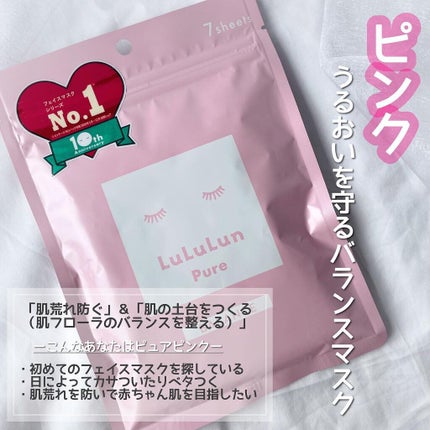 ピンク
うるおいを守るバランスマスク
7 sheets
フェイスマスク
シリーズ
No.1
10th
Anniversary
LuLuLun
Pure
「肌荒れ防ぐ」&「肌の土台をつくる
（肌フローラのバランスを整える）」
ーこんなあなたはピュアピンクー
・初めてのフェイスマスクを探している
・日によってカサついたりベタつく
・肌荒れを防いで赤ちゃん肌を目指したい